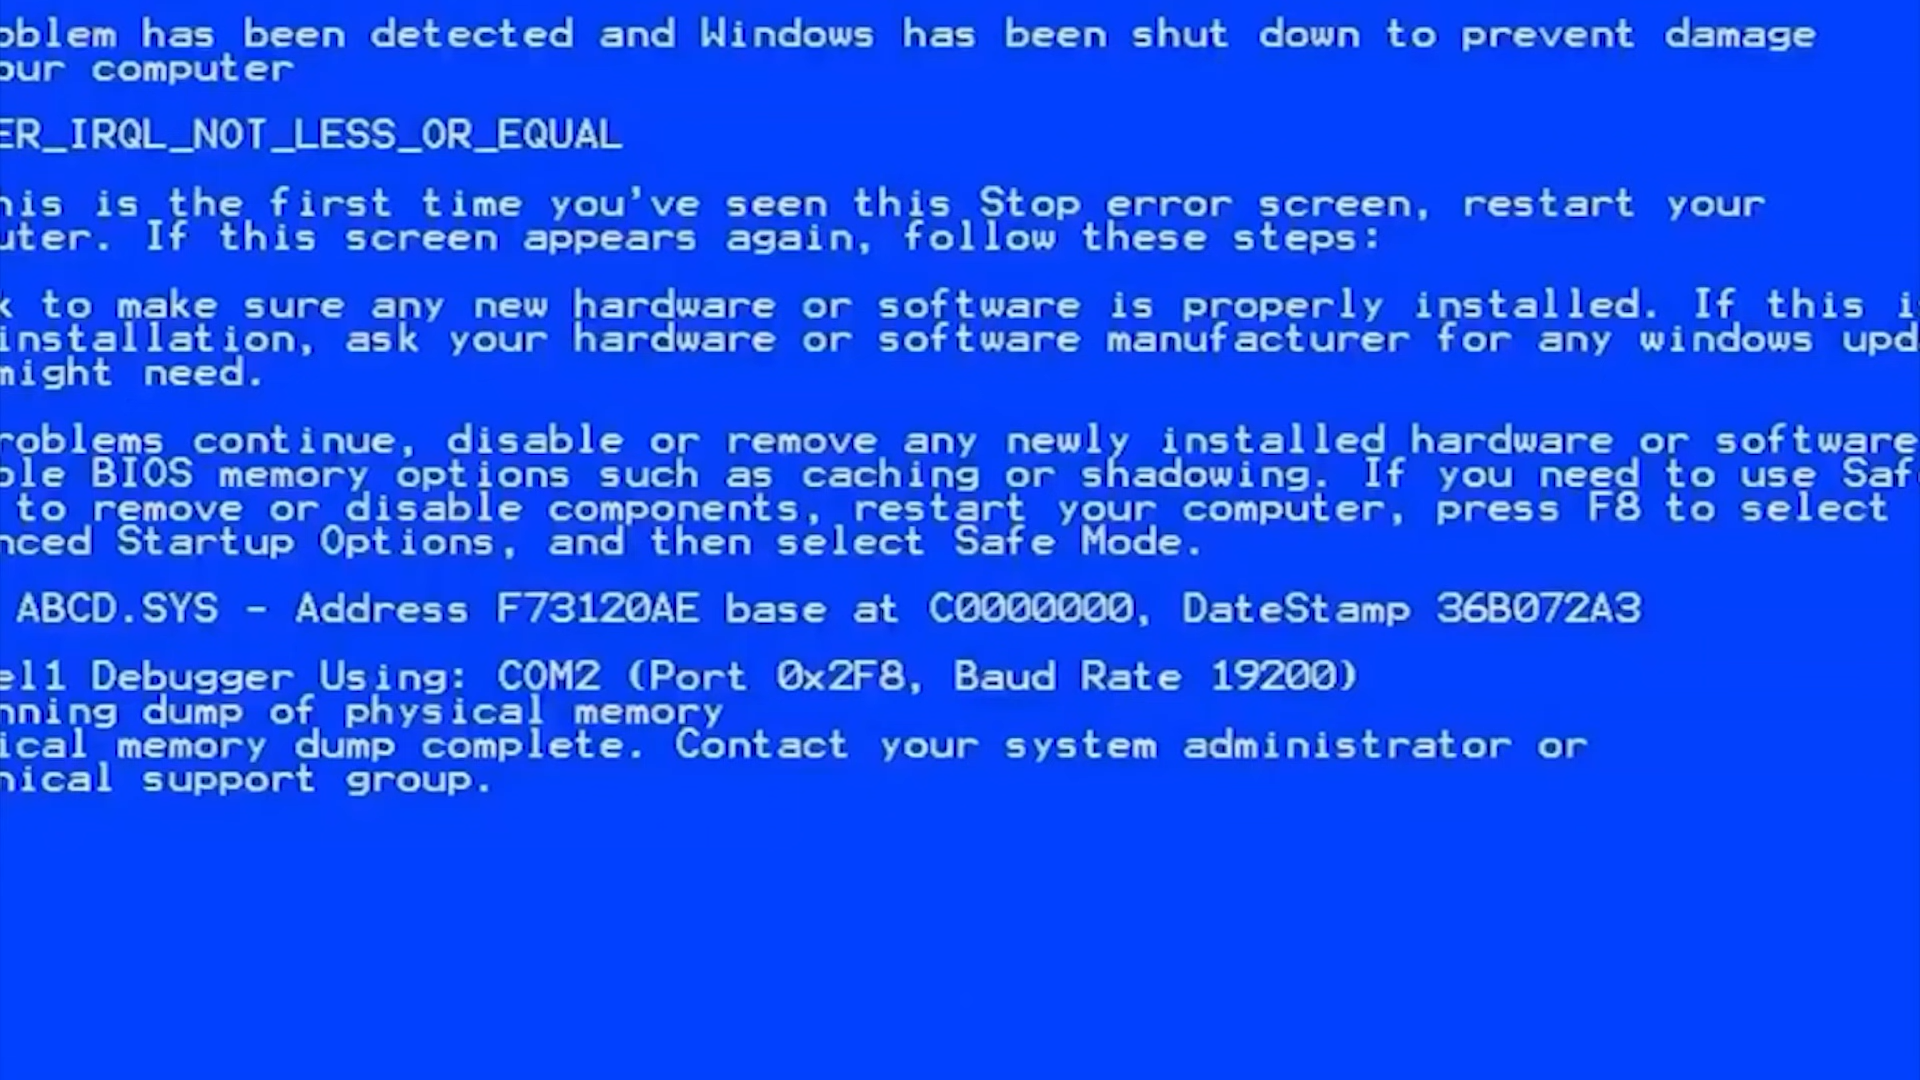 oblem has been detected and Windows has been shut down to prevent damage
our computer
ER_IRQL_NOT_LESS_OR_EQUAL
his is the first time you've seen this Stop error screen, restart your
uter. If this screen appears again, follow these steps:
k to make sure any new hardware or software is properly installed. If this i
installation, ask your hardware or software manufacturer for any windows upd
might need.
roblems continue, disable or remove any newly installed hardware or software
ble BIOS memory options such as caching or shadowing. If you need to use Saf
to remove or disable components, restart your computer, press F8 to select
nced Startup Options, and then select Safe Mode.
ABCD.SYS - Address F73120AE base at C0000000, DateStamp 36B072A3
el1 Debugger Using: COM2 (Port 0x2F8, Baud Rate 19200)
nning dump of physical memory
ical memory dump complete. Contact your system administrator or
nical support group.